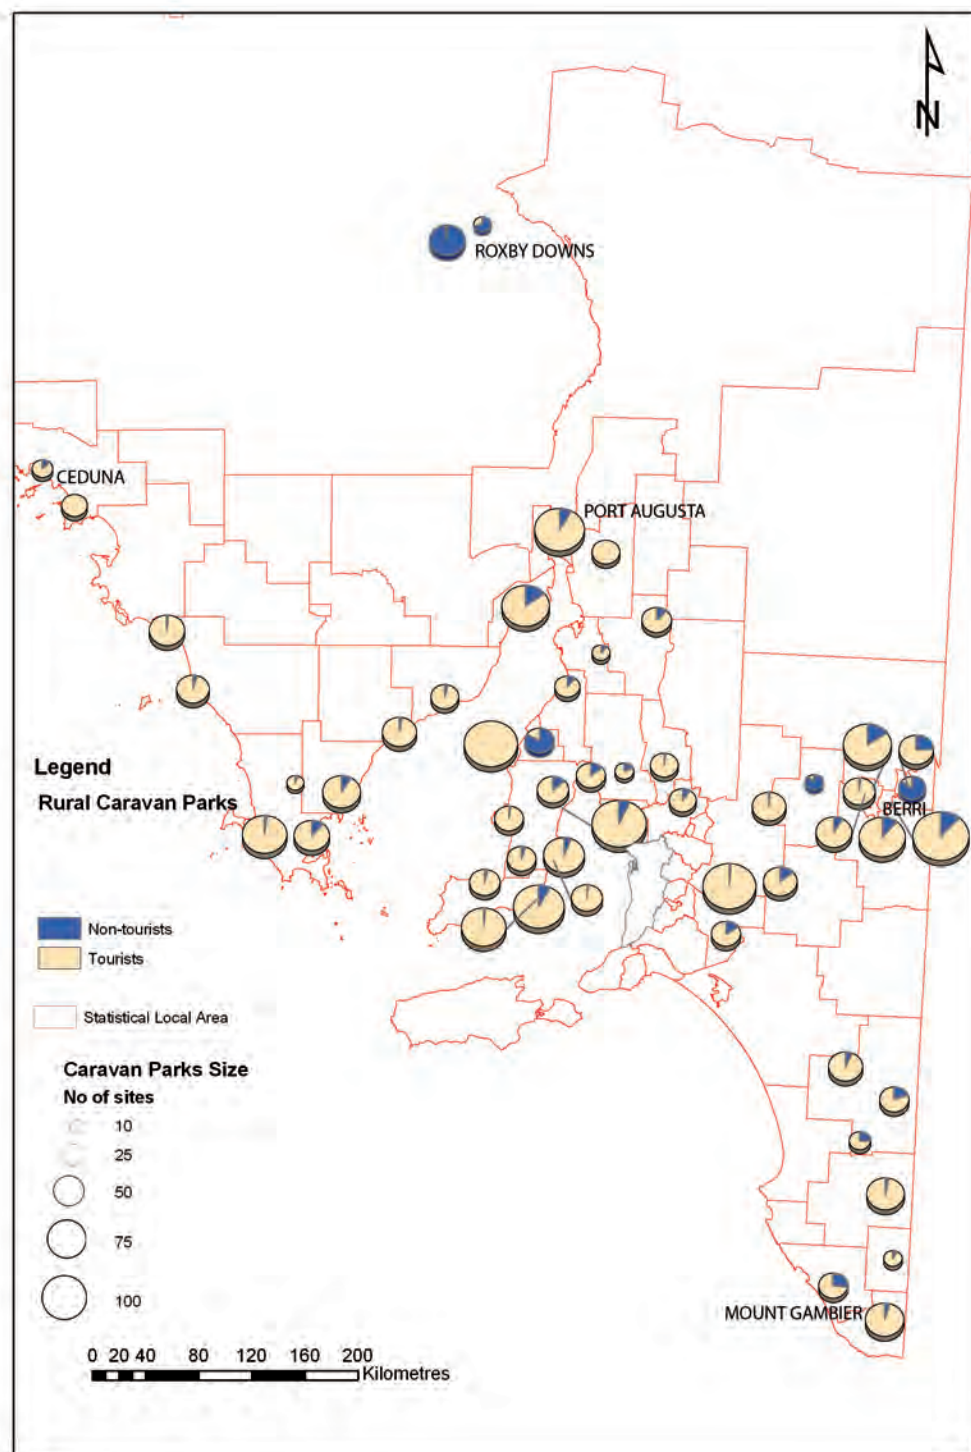 N
ROXBY DOWNS
CEDUNA
PORT AUGUSTA
BERRI
MOUNT GAMBIER
Legend
Rural Caravan Parks
Non-tourists
Tourists
Statistical Local Area
Caravan Parks Size
No of sites
10
25
50
75
100
0 20 40 80 120 160 200
Kilometres